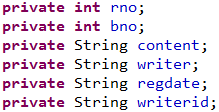 private int rno;
private int bno;
private String content;
private String writer;
private String regdate;
private String writerid;